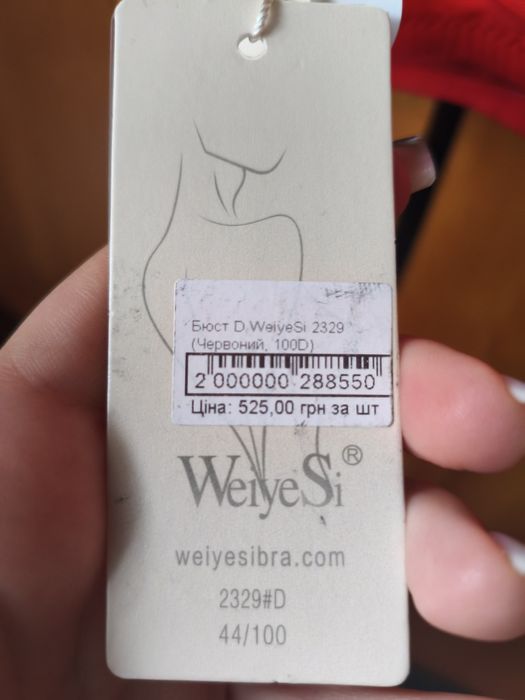 Бюст D WeiyeSi 2329
(Червоний, 100D)
2 000000 288550
Ціна: 525,00 грн за шт
WeiyeSi®
weiyesibra.com
2329#D
44/100